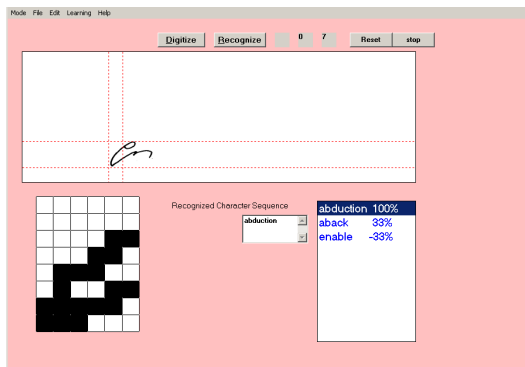 Mode File Edit Learning Help
Digitize Recognize 0 7 Reset stop
Recognized Character Sequence
abduction
abduction 100%
aback 33%
enable -33%